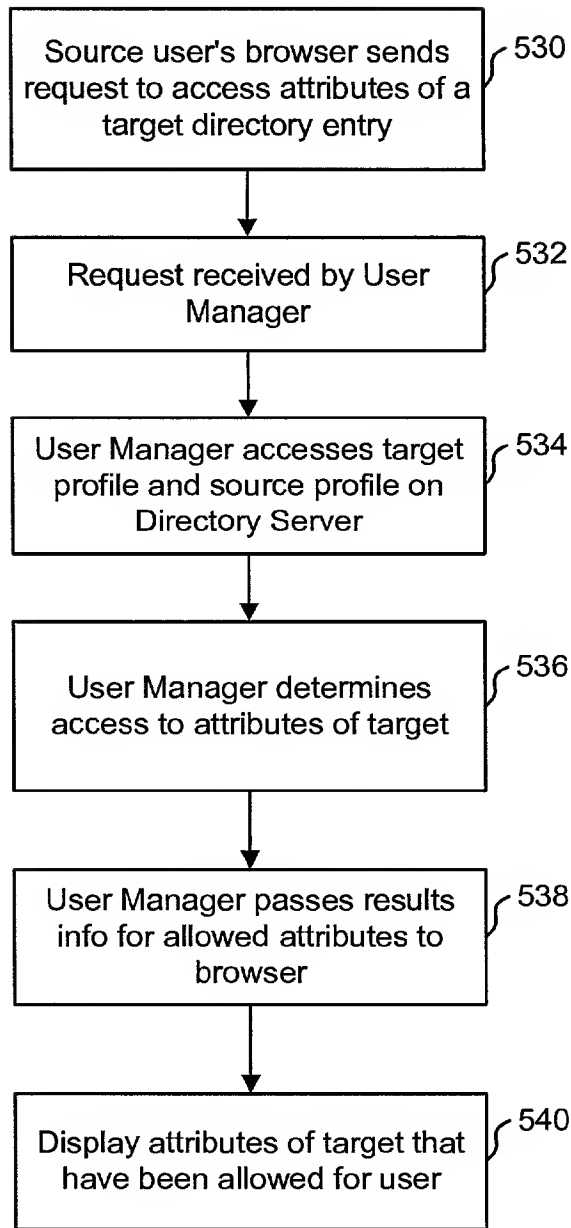 Source user's browser sends
request to access attributes of a
target directory entry
530
Request received by User
Manager
532
User Manager accesses target
profile and source profile on
Directory Server
534
User Manager determines
access to attributes of target
536
User Manager passes results
info for allowed attributes to
browser
538
Display attributes of target that
have been allowed for user
540